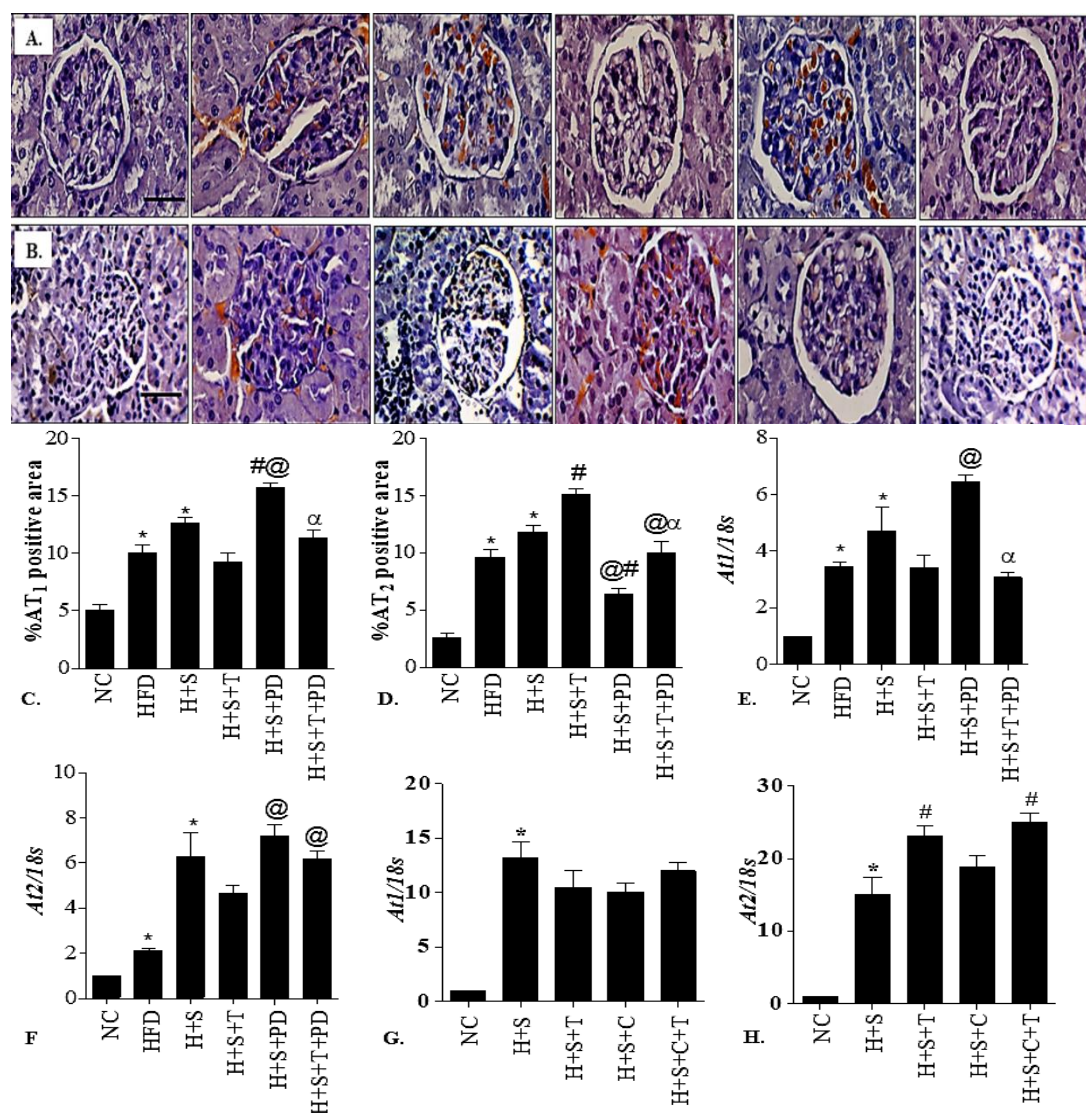 A.
B.
%AT1 positive area
20
15
10
5
0
*
*
#@
α
NC
HFD
H+S
H+S+T
H+S+PD
H+S+T+PD
C.
%AT2 positive area
20
15
10
5
0
*
*
#
@#
@α
NC
HFD
H+S
H+S+T
H+S+PD
H+S+T+PD
D.
At1/18s
8
6
4
2
0
*
*
@
α
NC
HFD
H+S
H+S+T
H+S+PD
H+S+T+PD
E.
At2/18s
10
8
6
4
2
0
*
*
@
@
NC
HFD
H+S
H+S+T
H+S+PD
H+S+T+PD
F
At1/18s
20
15
10
5
0
*
NC
H+S
H+S+T
H+S+C
H+S+C+T
G.
At2/18s
30
20
10
0
*
#
#
NC
H+S
H+S+T
H+S+C
H+S+C+T
H.